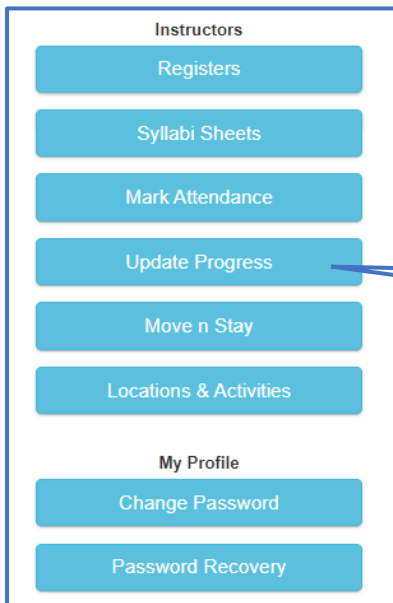 Instructors
Registers
Syllabi Sheets
Mark Attendance
Update Progress
Move n Stay
Locations & Activities
My Profile
Change Password
Password Recovery